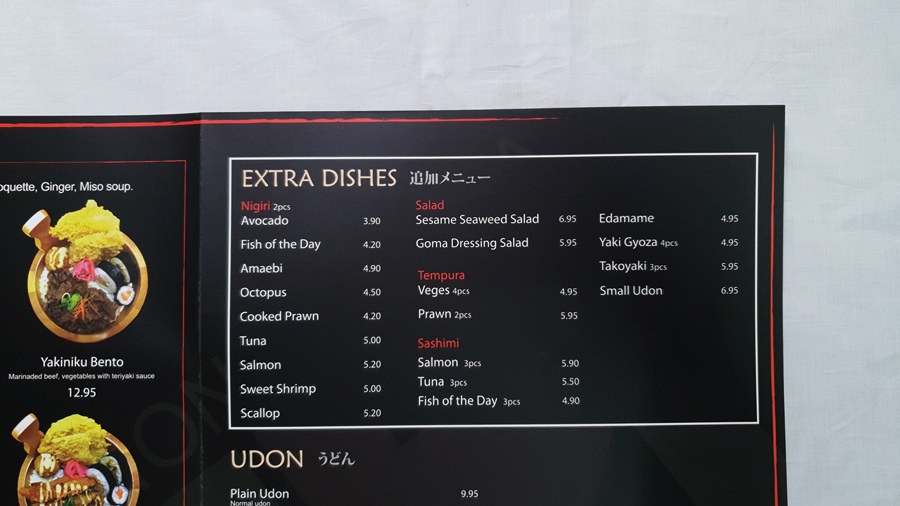 oquette, Ginger, Miso soup.
Yakiniku Bento
Marinaded beef, vegetables with teriyaki sauce
12.95
EXTRA DISHES 追加メニュー
Nigiri 2pcs
Avocado 3.90
Fish of the Day 4.20
Amaebi 4.90
Octopus 4.50
Cooked Prawn 4.20
Tuna 5.00
Salmon 5.20
Sweet Shrimp 5.00
Scallop 5.20
Salad
Sesame Seaweed Salad 6.95
Goma Dressing Salad 5.95
Tempura
Veges 4pcs 4.95
Prawn 2pcs 5.95
Sashimi
Salmon 3pcs 5.90
Tuna 3pcs 5.50
Fish of the Day 3pcs 4.90
Edamame 4.95
Yaki Gyoza 4pcs 4.95
Takoyaki 3pcs 5.95
Small Udon 6.95
UDON うどん
Plain Udon 9.95
Normal udon